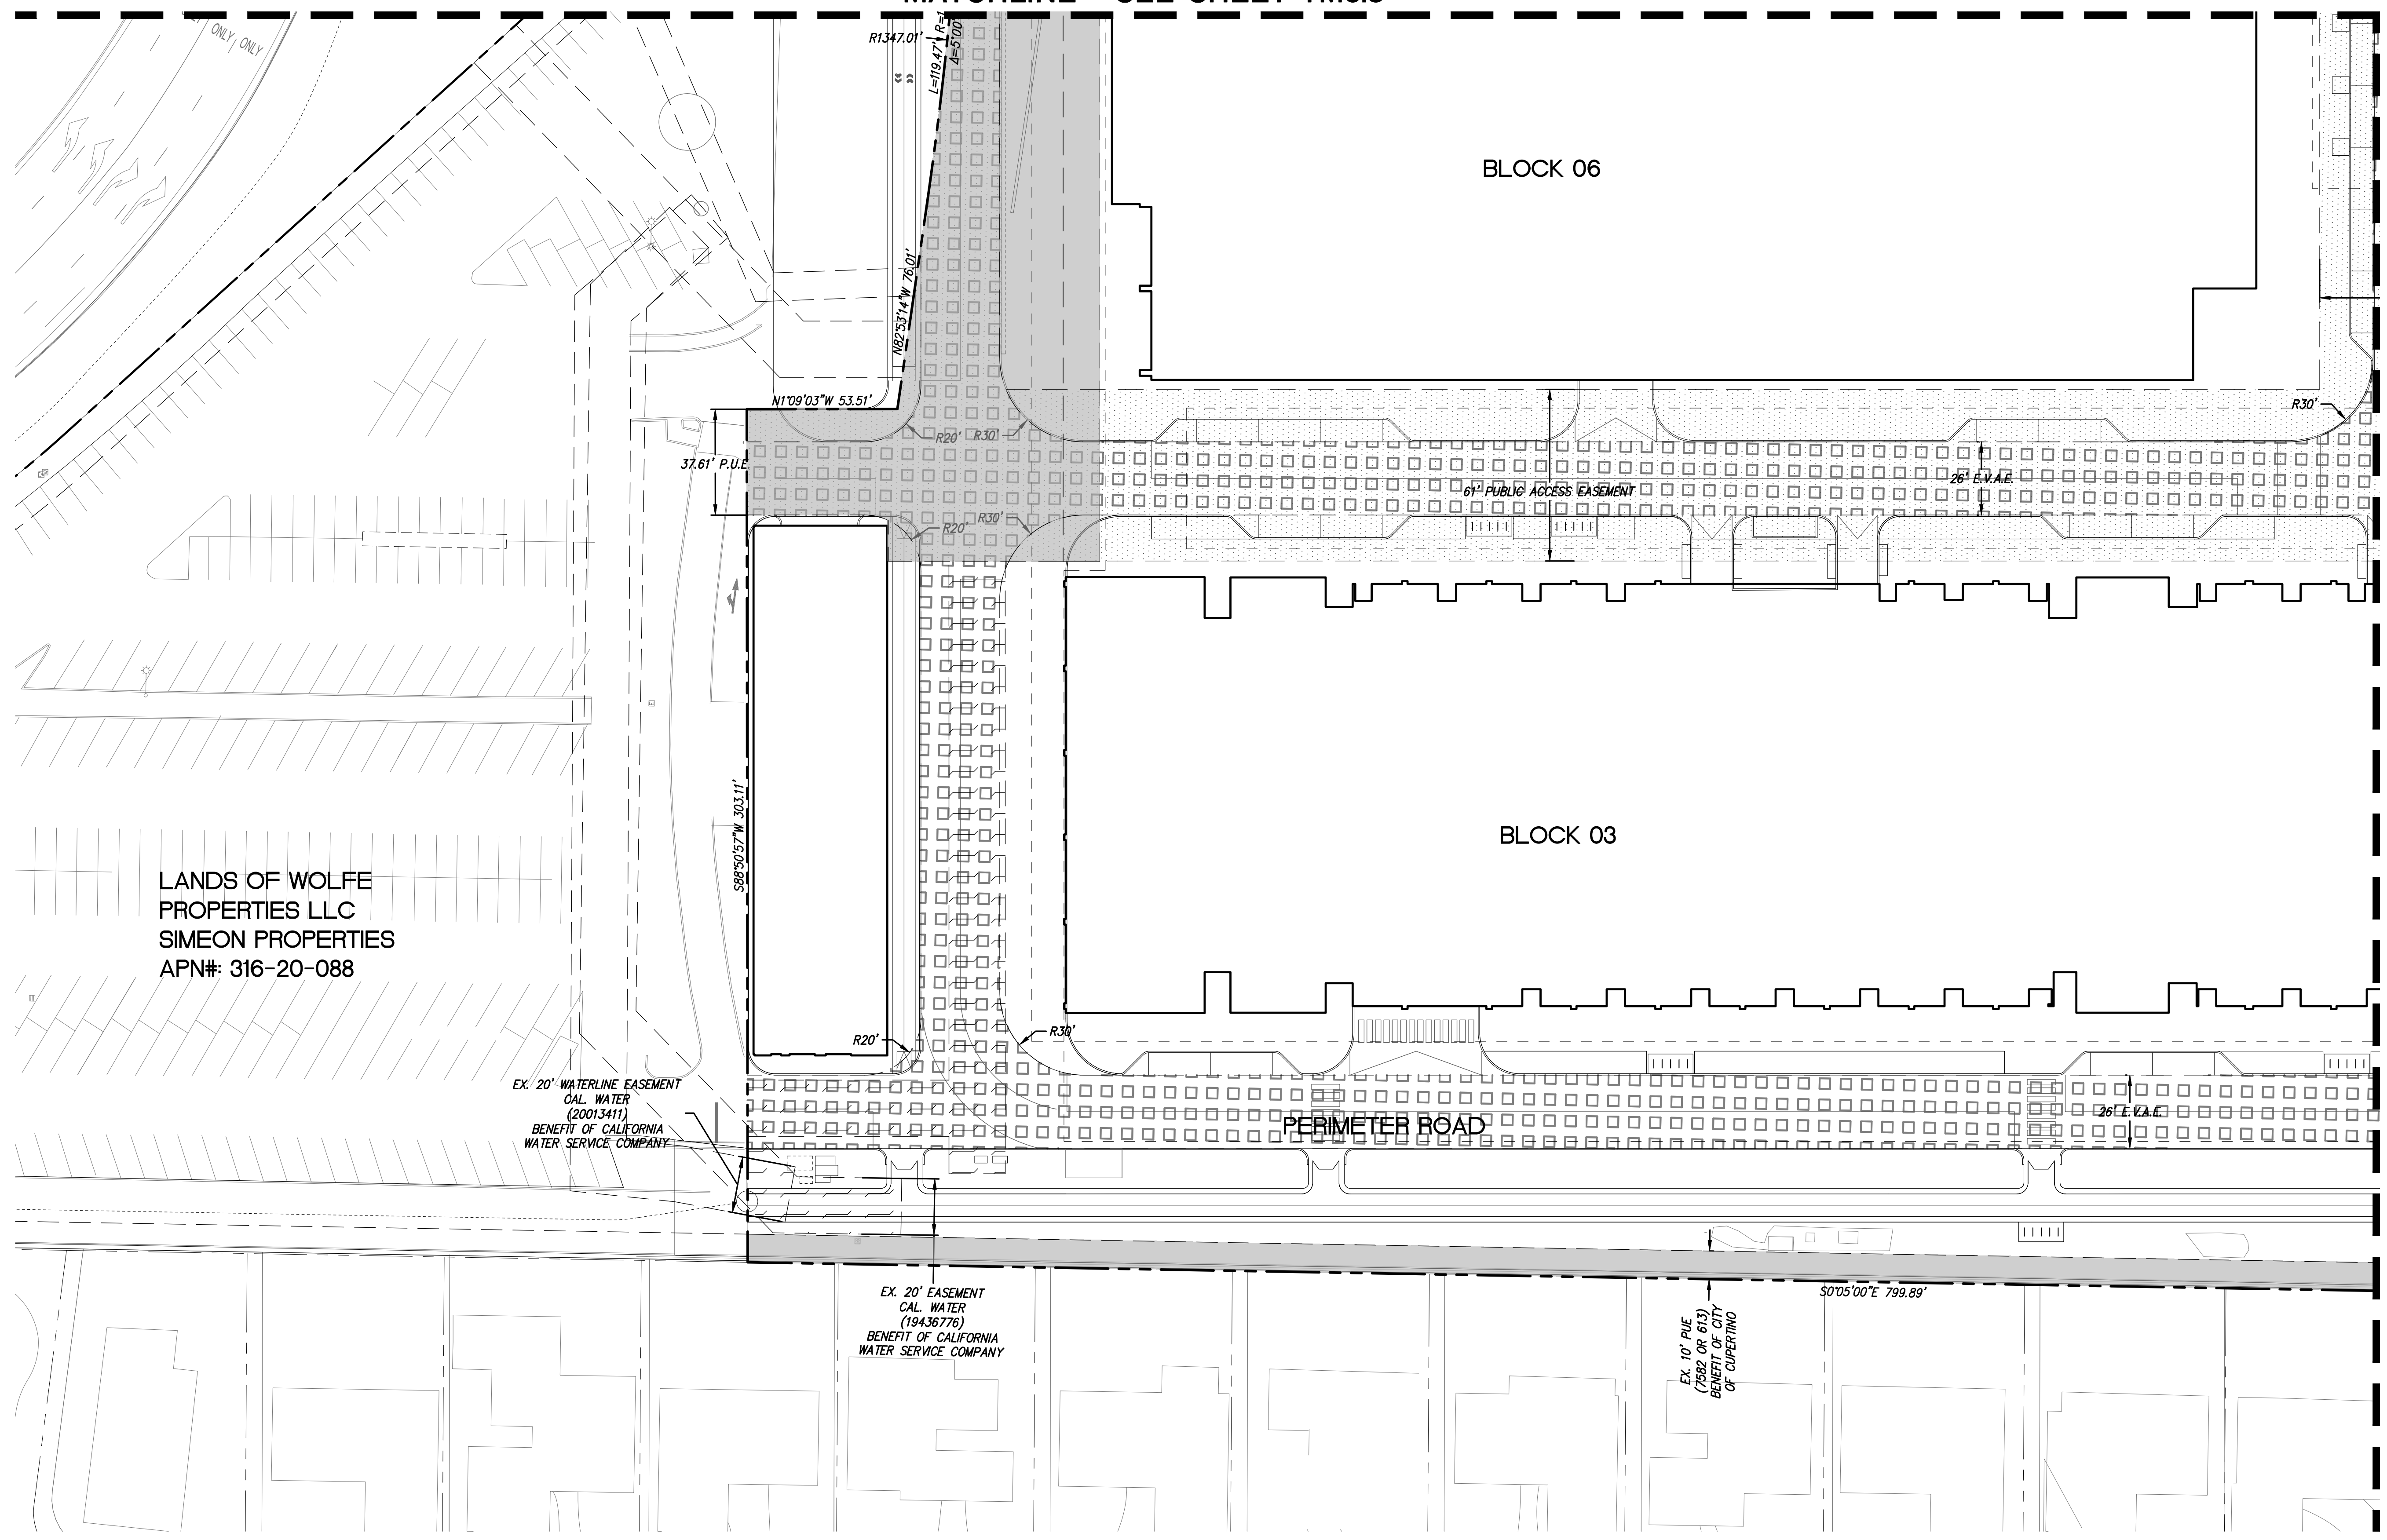 ONLY
ONLY
R1347.01'
L=119.47'
Δ=5°00'
BLOCK 06
N82°53'14"W 76.01'
N1°09'03"W 53.51'
R30'
R20'
R30'
37.61' P.U.E.
61' PUBLIC ACCESS EASEMENT
26' E.V.A.E.
R30'
R20'
S88°50'57"W 303.11'
BLOCK 03
LANDS OF WOLFE
PROPERTIES LLC
SIMEON PROPERTIES
APN#: 316-20-088
R20'
R30'
EX. 20' WATERLINE EASEMENT
CAL. WATER
(20013411)
BENEFIT OF CALIFORNIA
WATER SERVICE COMPANY
PERIMETER ROAD
26' E.V.A.E.
EX. 20' EASEMENT
CAL. WATER
(19436776)
BENEFIT OF CALIFORNIA
WATER SERVICE COMPANY
S0°05'00"E 799.89'
EX. 10' PUE
(7582 OR 613)
BENEFIT OF CITY
OF CUPERTINO